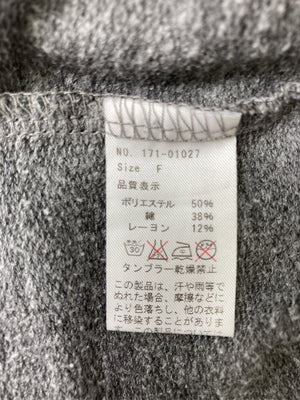 NO. 171-01027
Size F
品質表示
ポリエステル 50%
綿 38%
レーヨン 12%
30
タンブラー乾燥禁止
この製品は、汗や雨等で
ぬれた場合、摩擦などに
より色落ちし、他の衣料
に移染することがありま